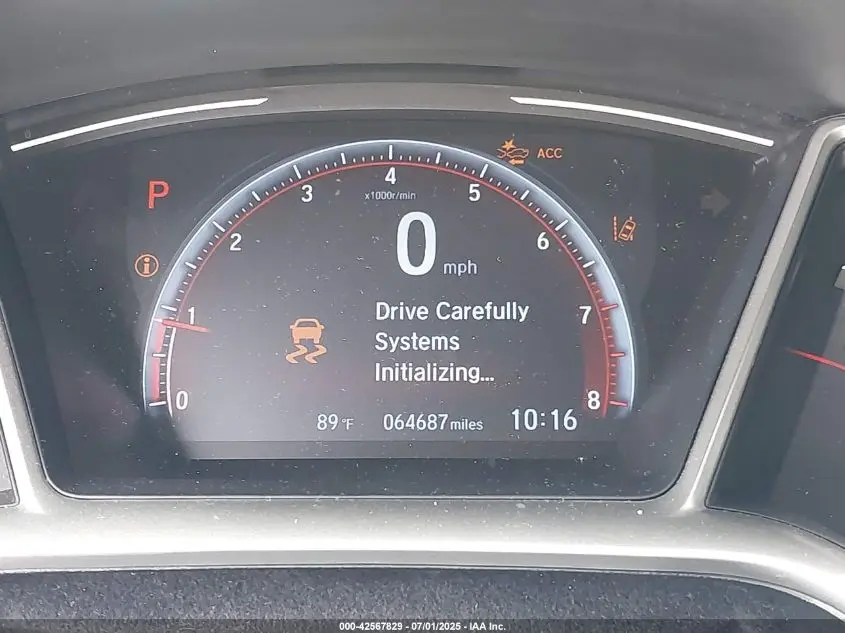 ACC
P
4
x1000r/min
3
5
2
0 mph
6
i
1
Drive Carefully
Systems
Initializing...
7
0
8
89°F
064687 miles
10:16
000-42567829 / 07/01/2025 - IAA Inc.